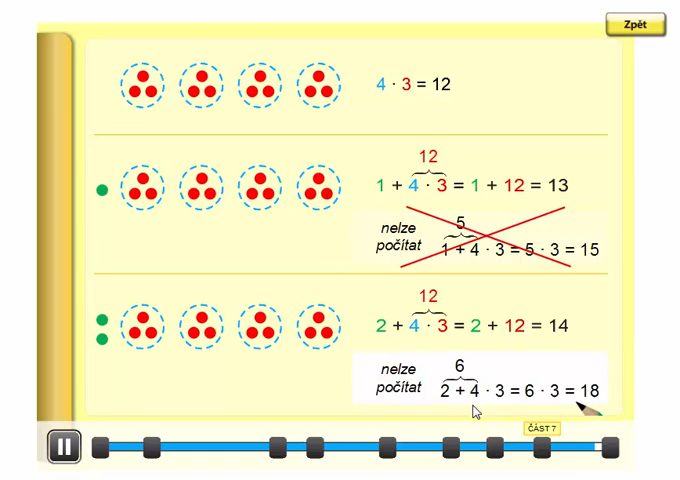 Zpět
4 · 3 = 12
12
1 + 4 · 3 = 1 + 12 = 13
5
nelze
počítat
1 + 4 · 3 = 5 · 3 = 15
12
2 + 4 · 3 = 2 + 12 = 14
6
nelze
počítat
2 + 4 · 3 = 6 · 3 = 18
ČÁST 7